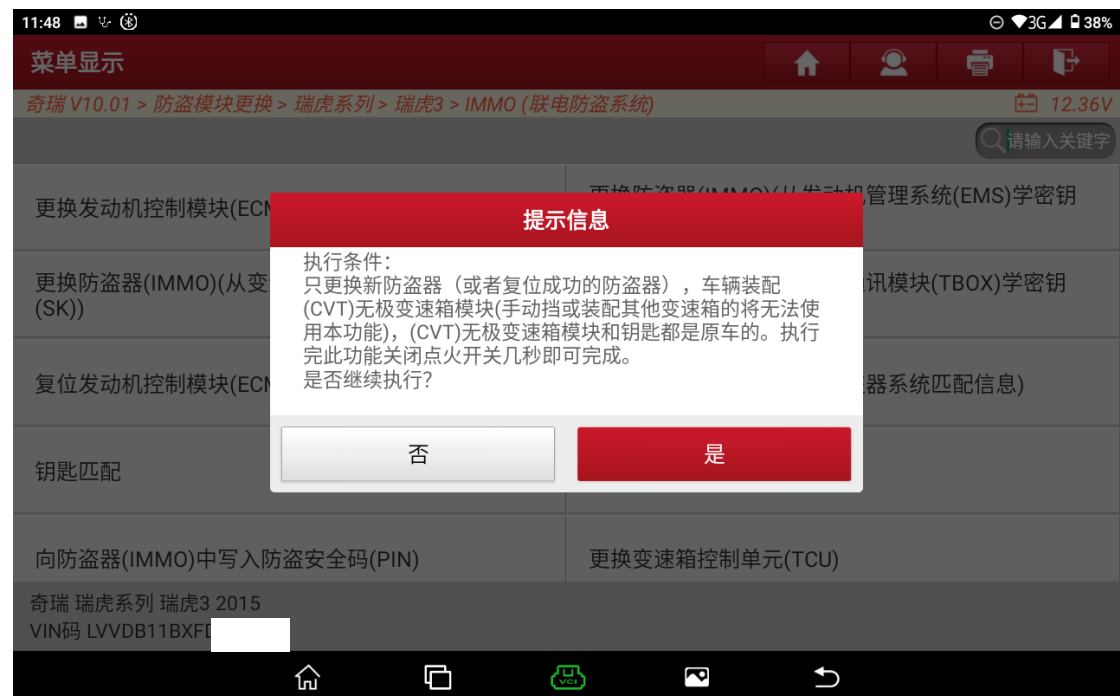 11:48
3G
38%
菜单显示
奇瑞 V10.01 > 防盗模块更换 > 瑞虎系列 > 瑞虎3 > IMMO (联电防盗系统)
12.36V
请输入关键字
更换发动机控制模块(ECM
更换防盗器(IMMO)(从发动机管理系统(EMS)学密钥
更换防盗器(IMMO)(从变
(SK))
讯模块(TBOX)学密钥
复位发动机控制模块(ECM
器系统匹配信息)
钥匙匹配
向防盗器(IMMO)中写入防盗安全码(PIN)
更换变速箱控制单元(TCU)
提示信息
执行条件：
只更换新防盗器（或者复位成功的防盗器），车辆装配
(CVT)无极变速箱模块(手动挡或装配其他变速箱的将无法使
用本功能)，(CVT)无极变速箱模块和钥匙都是原车的。执行
完此功能关闭点火开关几秒即可完成。
是否继续执行？
否
是
奇瑞 瑞虎系列 瑞虎3 2015
VIN码 LVVDB11BXF
VCI